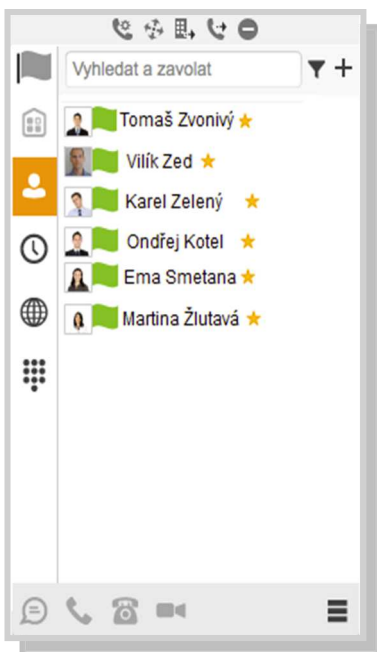 Vyhledat a zavolat
Tomaš Zvonivý
Vilík Zed
Karel Zelený
Ondřej Kotel
Ema Smetana
Martina Žlutavá